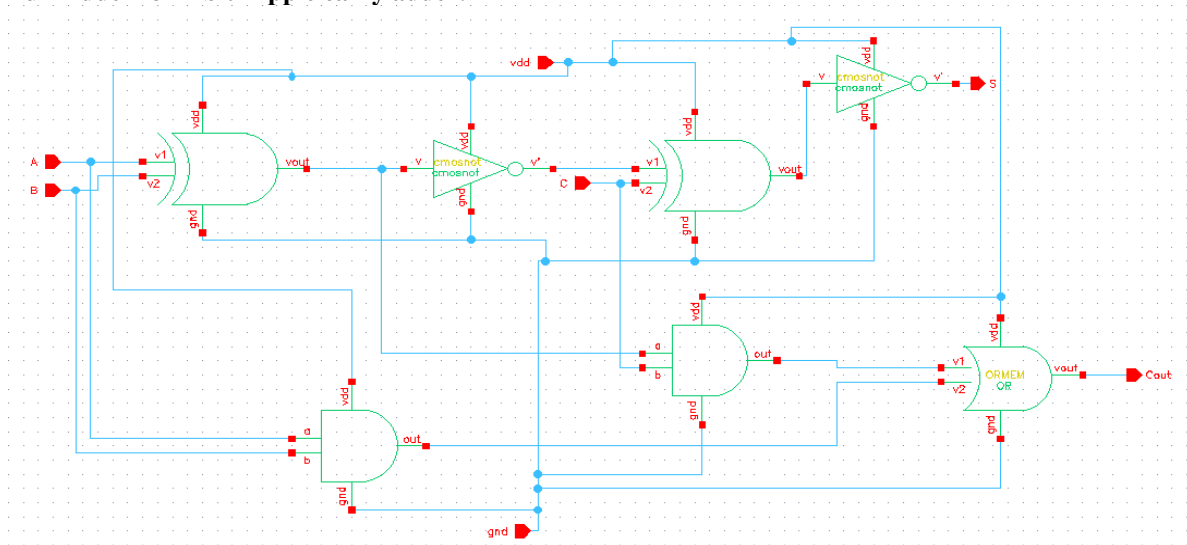 vdd
vdd
v
cmosnot
cmosnot
v'
S
gnd
vdd
vdd
vdd
A
v1
v2
B
vout
gnd
v
cmosnot
cmosnot
v'
gnd
C
v1
v2
vout
gnd
vdd
a
b
out
gnd
vdd
v1
v2
ORMEM
OR
vout
Cout
gnd
vdd
a
b
out
gnd
gnd